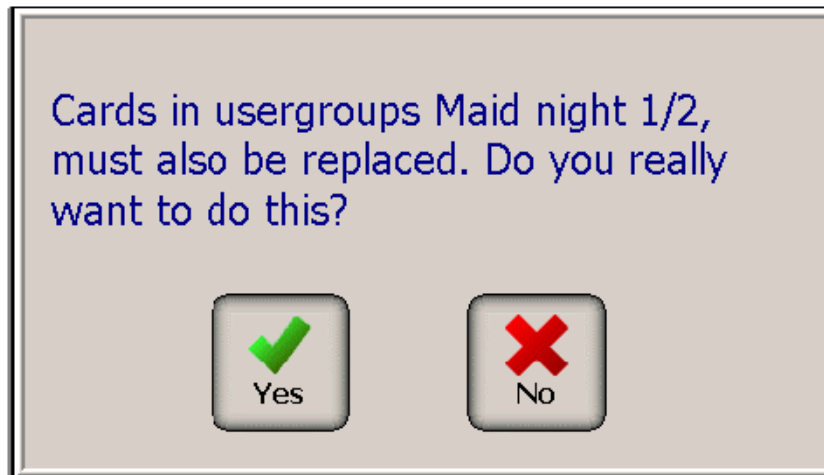 Cards in usergroups Maid night 1/2,
must also be replaced. Do you really
want to do this?
Yes
No